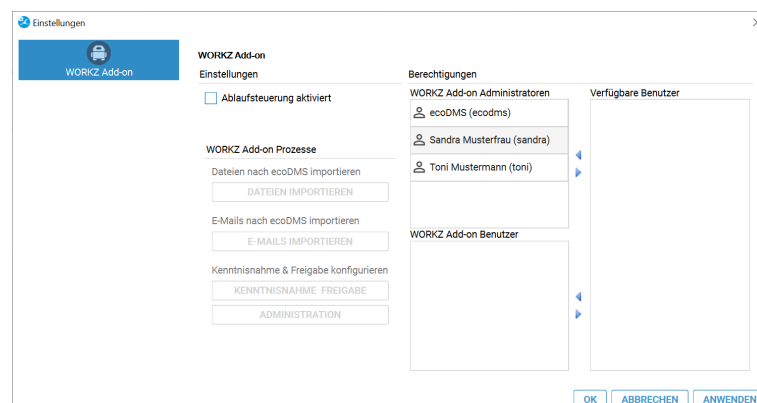 Einstellungen
WORKZ Add-on
WORKZ Add-on
Einstellungen
Ablaufsteuerung aktiviert
WORKZ Add-on Prozesse
Dateien nach ecoDMS importieren
DATEIEN IMPORTIEREN
E-Mails nach ecoDMS importieren
E-MAILS IMPORTIEREN
Kenntnisnahme & Freigabe konfigurieren
KENNTNISNAHME FREIGABE
ADMINISTRATION
Berechtigungen
WORKZ Add-on Administratoren
ecoDMS (ecodms)
Sandra Musterfrau (sandra)
Toni Mustermann (toni)
WORKZ Add-on Benutzer
Verfügbare Benutzer
OK
ABBRECHEN
ANWENDEN